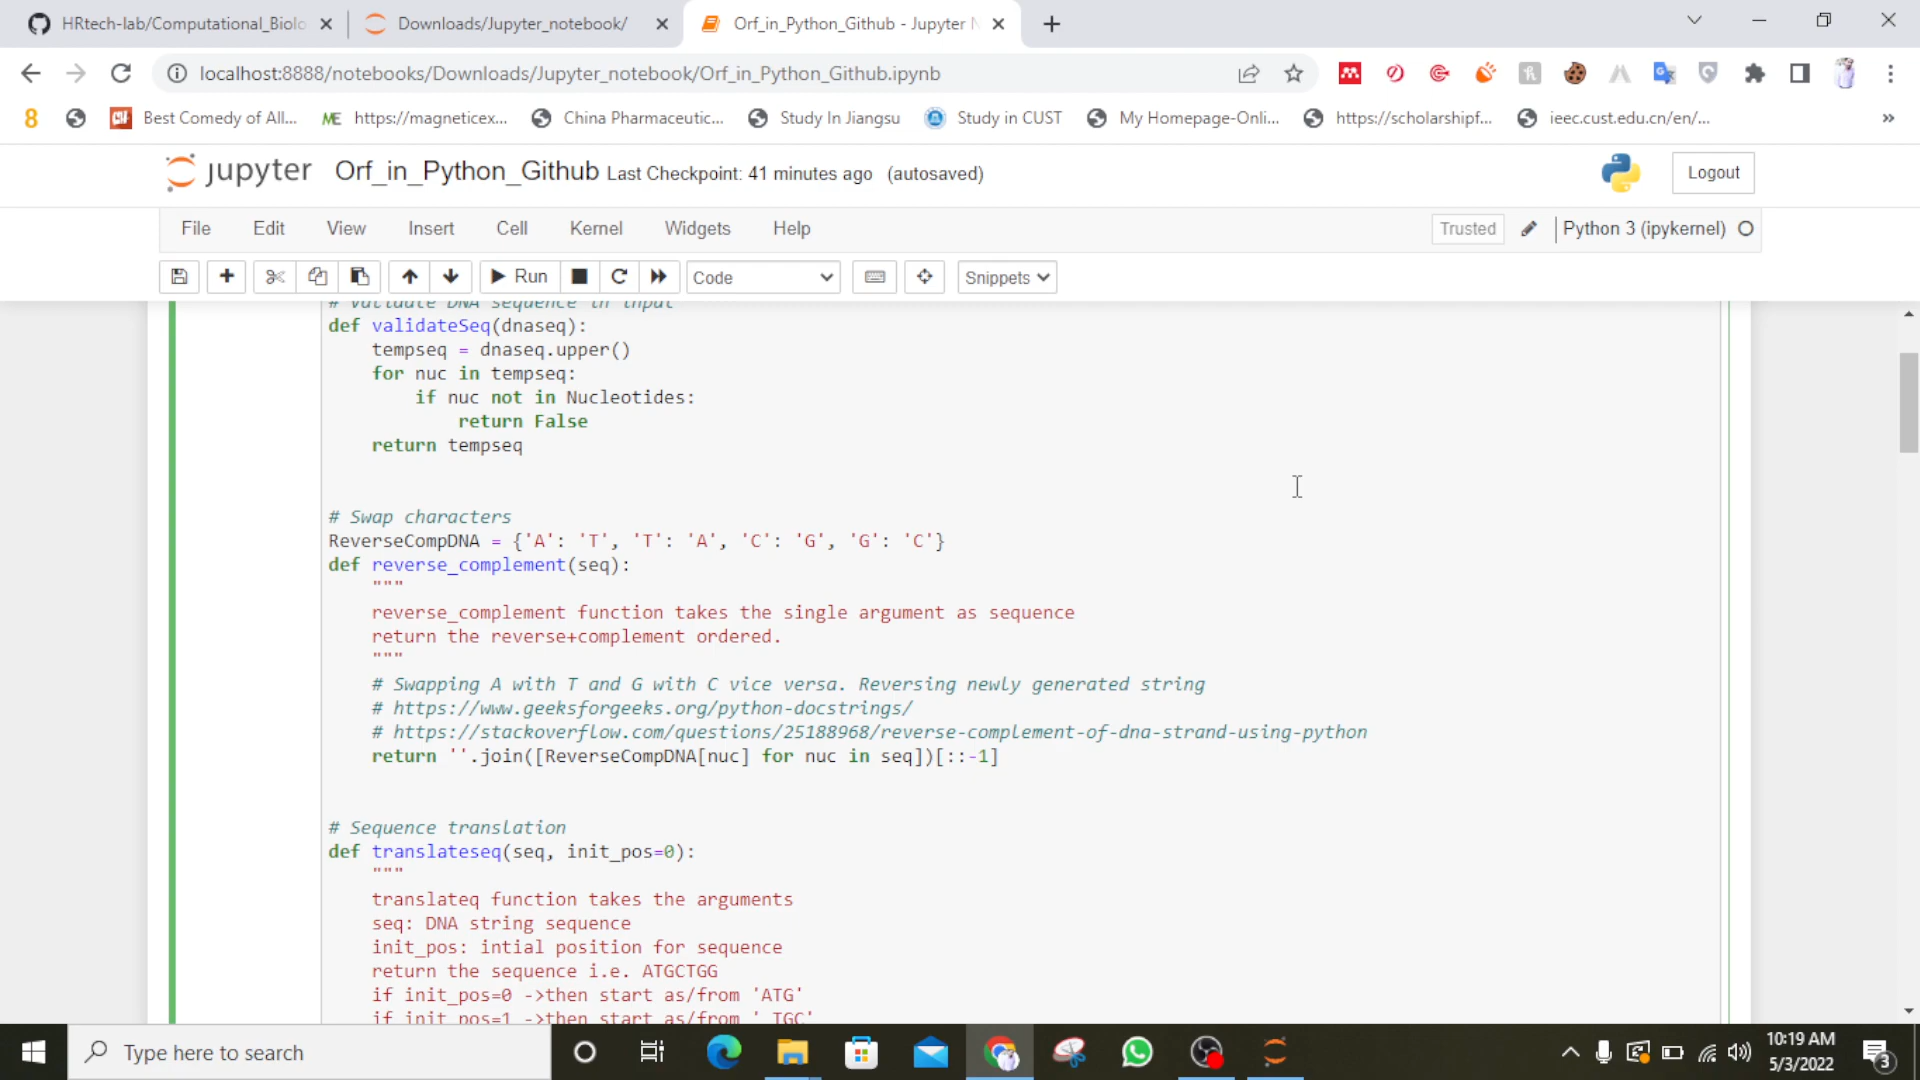 HRtech-lab/Computational_Biolo
Downloads/Jupyter_notebook/
Orf_in_Python_Github - Jupyter N
localhost:8888/notebooks/Downloads/Jupyter_notebook/Orf_in_Python_Github.ipynb
8
Best Comedy of All...
ME https://magneticex...
China Pharmaceutic...
Study In Jiangsu
Study in CUST
My Homepage-Onli...
https://scholarshipf...
ieec.cust.edu.cn/en/...
»
jupyter Orf_in_Python_Github Last Checkpoint: 41 minutes ago (autosaved)
Logout
File Edit View Insert Cell Kernel Widgets Help
Trusted Python 3 (ipykernel)
Run Code Snippets
# Validate DNA sequence in input
def validateSeq(dnaseq):
    tempseq = dnaseq.upper()
    for nuc in tempseq:
        if nuc not in Nucleotides:
            return False
    return tempseq
# Swap characters
ReverseCompDNA = {'A': 'T', 'T': 'A', 'C': 'G', 'G': 'C'}
def reverse_complement(seq):
    """
    reverse_complement function takes the single argument as sequence
    return the reverse+complement ordered.
    """
    # Swapping A with T and G with C vice versa. Reversing newly generated string
    # https://www.geeksforgeeks.org/python-docstrings/
    # https://stackoverflow.com/questions/25188968/reverse-complement-of-dna-strand-using-python
    return ''.join([ReverseCompDNA[nuc] for nuc in seq])[::-1]
# Sequence translation
def translateseq(seq, init_pos=0):
    """
    translateq function takes the arguments
    seq: DNA string sequence
    init_pos: intial position for sequence
    return the sequence i.e. ATGCTGG
    if init_pos=0 ->then start as/from 'ATG'
    if init_pos=1 ->then start as/from '_TGC'
Type here to search
10:19 AM
5/3/2022
3